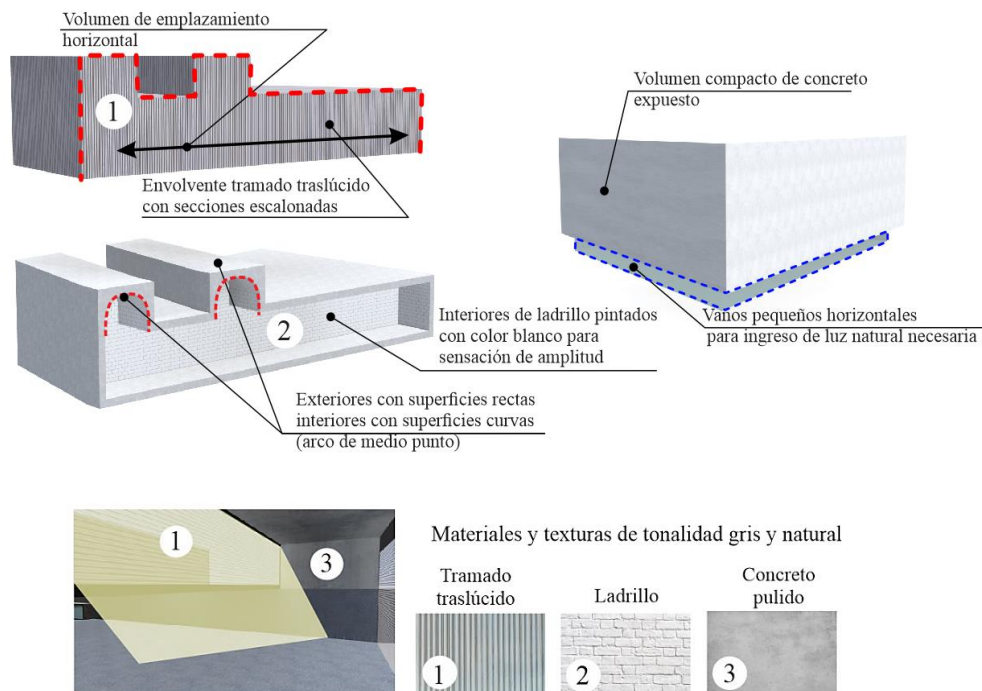 Volumen de emplazamiento
horizontal
1
Envolvente tramado traslúcido
con secciones escalonadas
Volumen compacto de concreto
expuesto
Vanos pequeños horizontales
para ingreso de luz natural necesaria
2
Interiores de ladrillo pintados
con color blanco para
sensación de amplitud
Exteriores con superficies rectas
interiores con superficies curvas
(arco de medio punto)
1
3
Materiales y texturas de tonalidad gris y natural
Tramado
traslúcido
1
Ladrillo
2
Concreto
pulido
3